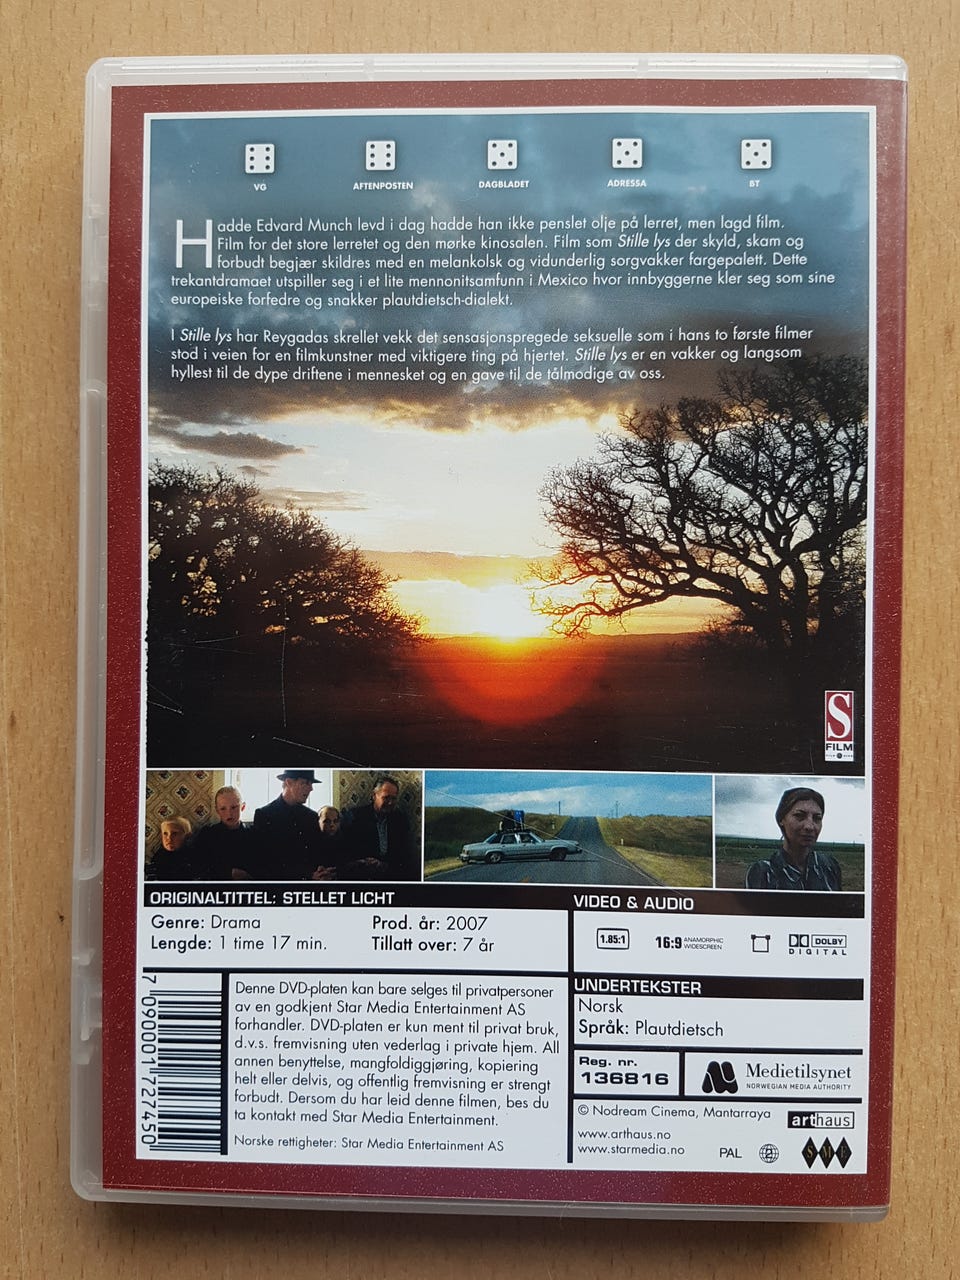 VG
AFTENPOSTEN
DAGBLADET
ADRESSA
BT
Hadde Edvard Munch levd i dag hadde han ikke penslet olje på lerret, men lagd film.
Film for det store lerretet og den mørke kinosalen. Film som Stille lys der skyld, skam og
forbudt begjær skildres med en melankolsk og vidunderlig sorgvakker fargepalett. Dette
trekantdramaet utspiller seg i et lite mennonitsamfunn i Mexico hvor innbyggerne kler seg som sine
europeiske forfedre og snakker plautdietsch-dialekt.
I Stille lys har Reygadas skrellet vekk det sensasjonspregede seksuelle som i hans to første filmer
stod i veien for en filmkunstner med viktigere ting på hjertet. Stille lys er en vakker og langsom
hyllest til de dype driftene i mennesket og en gave til de tålmodige av oss.
S
FILM
ORIGINALTITTEL: STELLET LICHT
Genre: Drama
Prod. år: 2007
Lengde: 1 time 17 min.
Tillatt over: 7 år
VIDEO & AUDIO
1.85:1
16:9 ANAMORPHIC
WIDESCREEN
DOLBY
DIGITAL
7 090001 727450
Denne DVD-platen kan bare selges til privatpersoner
av en godkjent Star Media Entertainment AS
forhandler. DVD-platen er kun ment til privat bruk,
d.v.s. fremvisning uten vederlag i private hjem. All
annen benyttelse, mangfoldiggjøring, kopiering
helt eller delvis, og offentlig fremvisning er strengt
forbudt. Dersom du har leid denne filmen, bes du
ta kontakt med Star Media Entertainment.
Norske rettigheter: Star Media Entertainment AS
UNDERTEKSTER
Norsk
Språk: Plautdietsch
Reg. nr.
136816
Medietilsynet
NORWEGIAN MEDIA AUTHORITY
© Nodream Cinema, Mantarraya
arthaus
www.arthaus.no
www.starmedia.no
PAL
2
SME